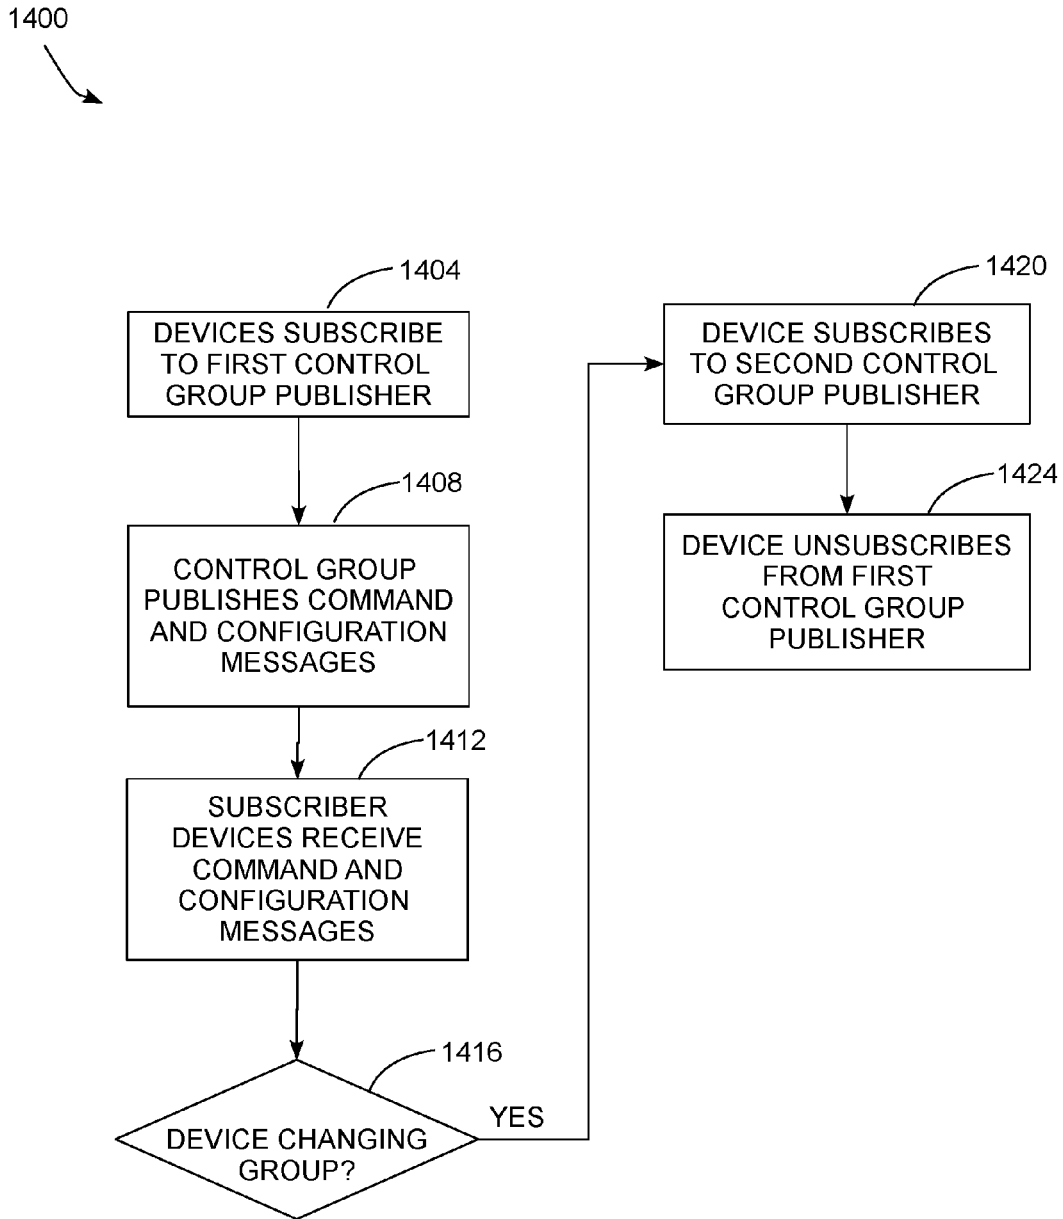 1400
1404
DEVICES SUBSCRIBE
TO FIRST CONTROL
GROUP PUBLISHER
1408
CONTROL GROUP
PUBLISHES COMMAND
AND CONFIGURATION
MESSAGES
1412
SUBSCRIBER
DEVICES RECEIVE
COMMAND AND
CONFIGURATION
MESSAGES
1416
DEVICE CHANGING
GROUP?
YES
1420
DEVICE SUBSCRIBES
TO SECOND CONTROL
GROUP PUBLISHER
1424
DEVICE UNSUBSCRIBES
FROM FIRST
CONTROL GROUP
PUBLISHER